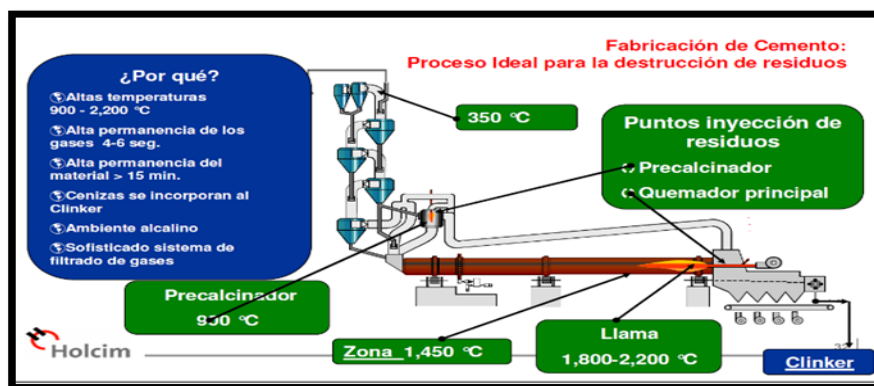 Fabricación de Cemento:
Proceso Ideal para la destrucción de residuos
¿Por qué?
Altas temperaturas
900 - 2,200 °C
Alta permanencia de los
gases 4-6 seg.
Alta permanencia del
material > 15 min.
Cenizas se incorporan al
Clinker
Ambiente alcalino
Sofisticado sistema de
filtrado de gases
350 °C
Puntos inyección de
residuos
Precalcinador
Quemador principal
Precalcinador
900 °C
Zona 1,450 °C
Llama
1,800-2,200 °C
Clinker
Holcim